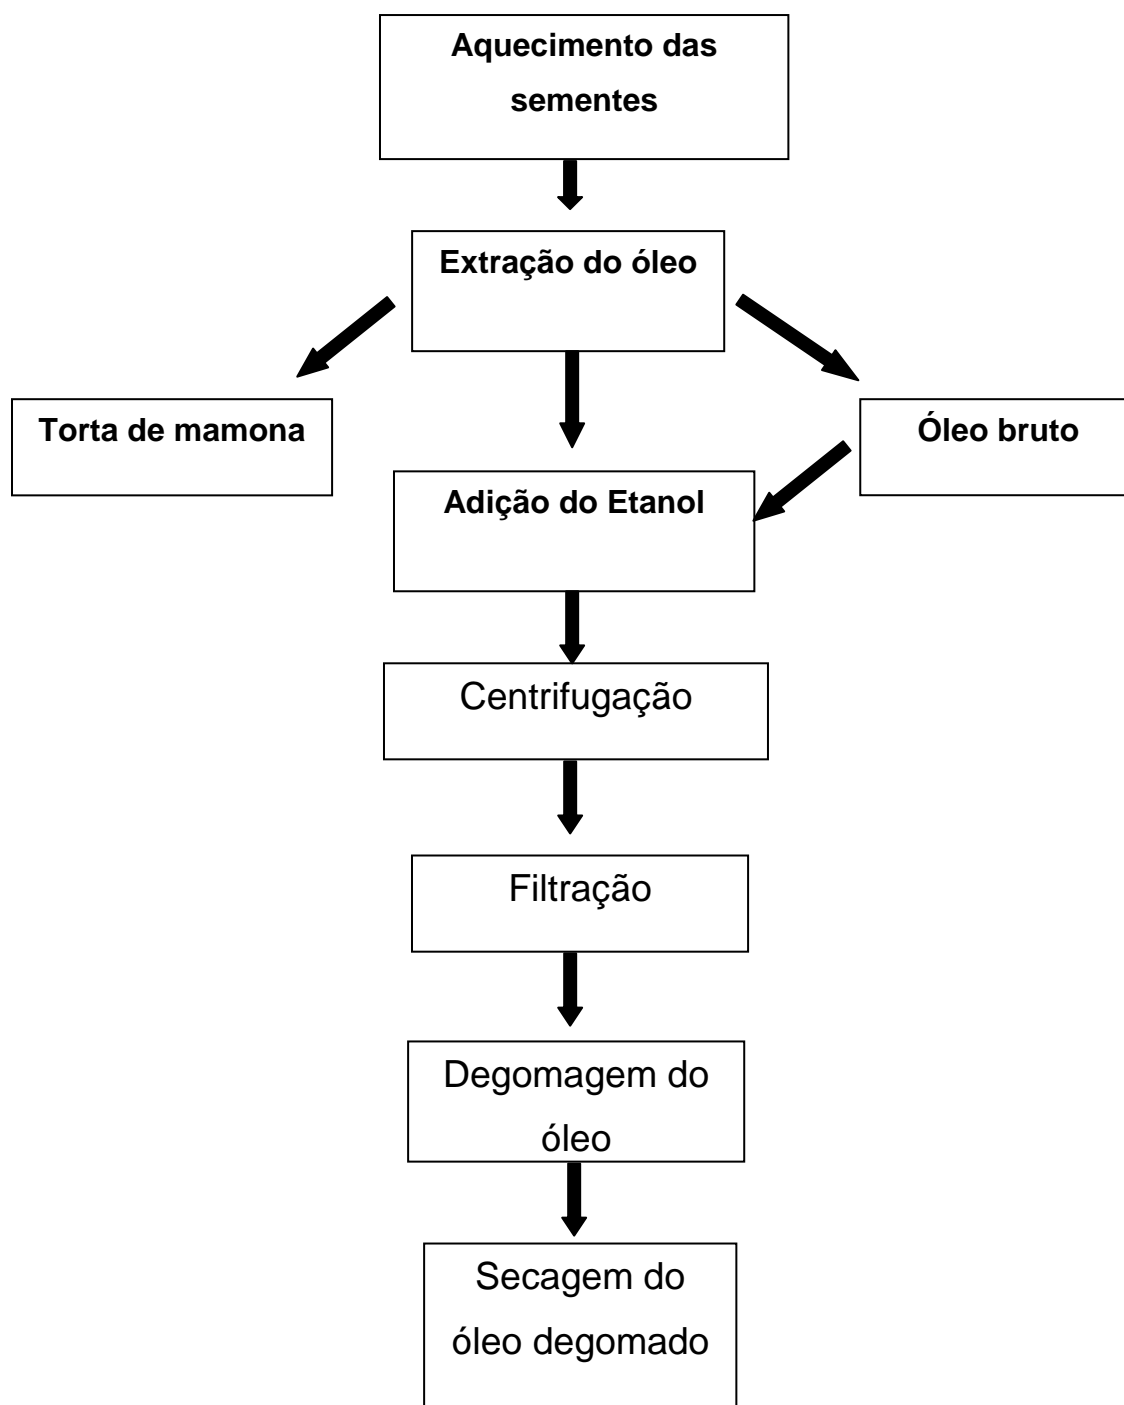 Aquecimento das
sementes
Extração do óleo
Torta de mamona
Óleo bruto
Adição do Etanol
Centrifugação
Filtração
Degomagem do
óleo
Secagem do
óleo degomado